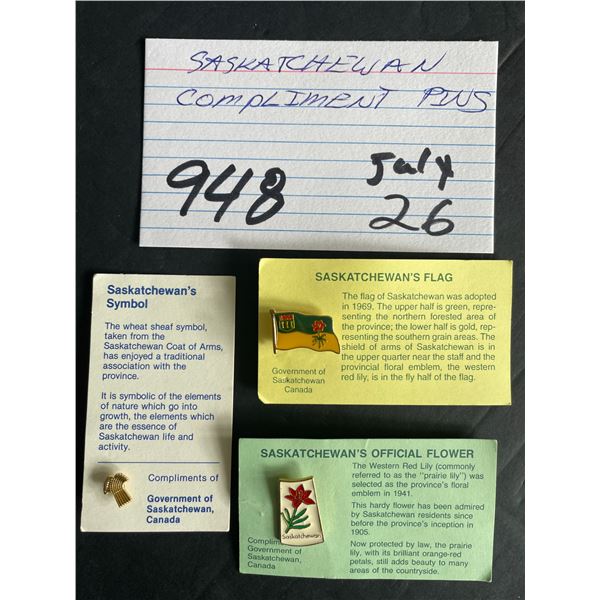 SASKATCHEWAN
COMPLIMENT PINS
948
July
26
Saskatchewan's
Symbol
The wheat sheaf symbol,
taken from the
Saskatchewan Coat of Arms,
has enjoyed a traditional
association with the
province.
It is symbolic of the elements
of nature which go into
growth, the elements which
are the essence of
Saskatchewan life and
activity.
Compliments of
Government of
Saskatchewan,
Canada
SASKATCHEWAN'S FLAG
The flag of Saskatchewan was adopted
in 1969. The upper half is green, repre-
senting the northern forested area of
the province; the lower half is gold, rep-
resenting the southern grain areas. The
shield of arms of Saskatchewan is in
the upper quarter near the staff and the
provincial floral emblem, the western
red lily, is in the fly half of the flag.
Government of
Saskatchewan
Canada
SASKATCHEWAN'S OFFICIAL FLOWER
The Western Red Lily (commonly
referred to as the "prairie lily") was
selected as the province's floral
emblem in 1941.
This hardy flower has been admired
by Saskatchewan residents since
before the province's inception in
1905.
Now protected by law, the prairie
lily, with its brilliant orange-red
petals, still adds beauty to many
areas of the countryside.
Saskatchewan
Complim
Government of
Saskatchewan,
Canada